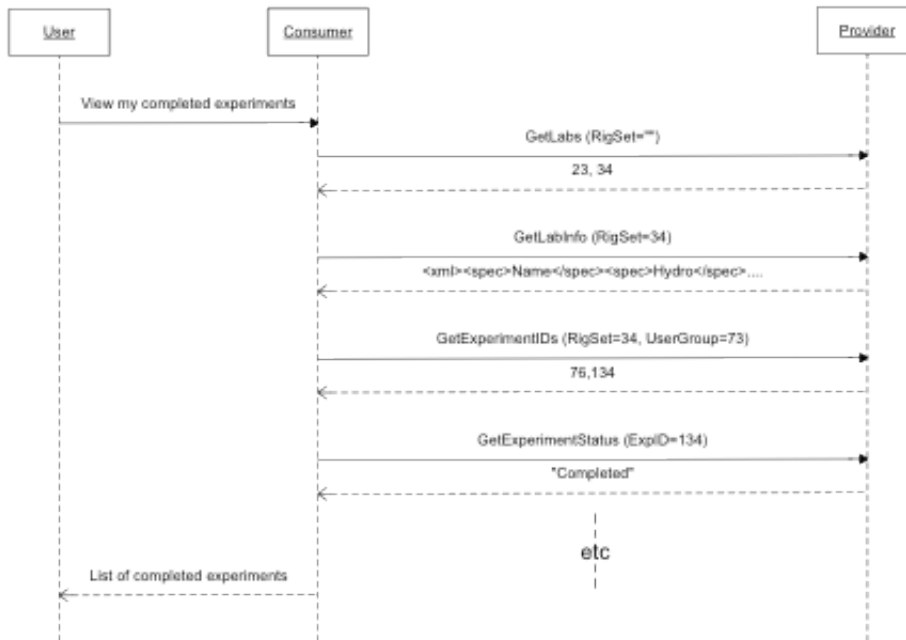 User
Consumer
Provider
View my completed experiments
GetLabs (RigSet="")
23, 34
GetLabInfo (RigSet=34)
<xml><spec>Name</spec><spec>Hydro</spec>....
GetExperimentIDs (RigSet=34, UserGroup=73)
76,134
GetExperimentStatus (ExpID=134)
"Completed"
etc
List of completed experiments